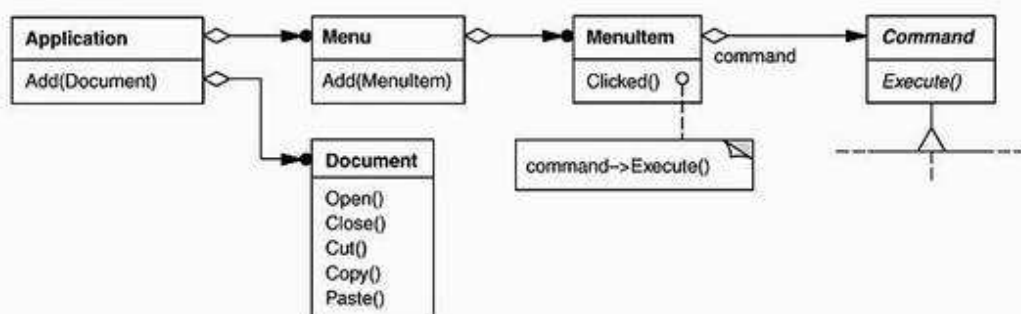 Application
Add(Document)
Menu
Add(MenuItem)
MenuItem
Clicked()
command
Command
Execute()
command->Execute()
Document
Open()
Close()
Cut()
Copy()
Paste()